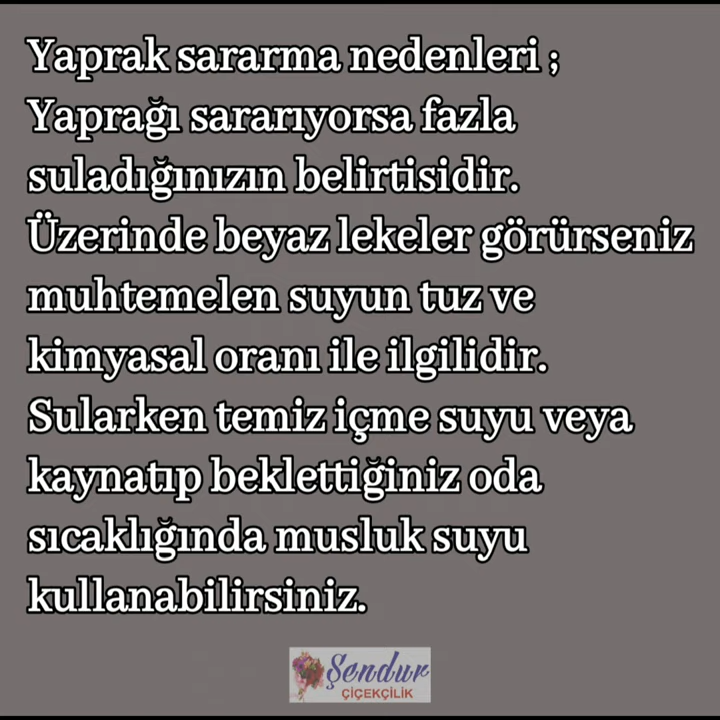 Yaprak sararma nedenleri ;
Yaprağı sararıyorsa fazla
suladığınızın belirtisidir.
Üzerinde beyaz lekeler görürseniz
muhtemelen suyun tuz ve
kimyasal oranı ile ilgilidir.
Sularken temiz içme suyu veya
kaynatıp beklettiğiniz oda
sıcaklığında musluk suyu
kullanabilirsiniz.
Şendur
ÇİÇEKÇİLİK